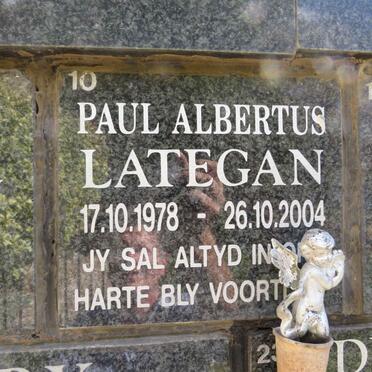 10
PAUL ALBERTUS
LATEGAN
17.10.1978 - 26.10.2004
JY SAL ALTYD IN
HARTE BLY VOORT